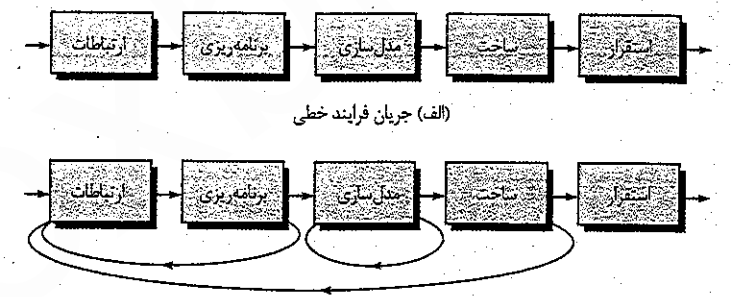 ارتباطات برنامه‌ریزی مدل‌سازی ساخت استقرار
(الف) جریان فرایند خطی
ارتباطات برنامه‌ریزی مدل‌سازی ساخت استقرار